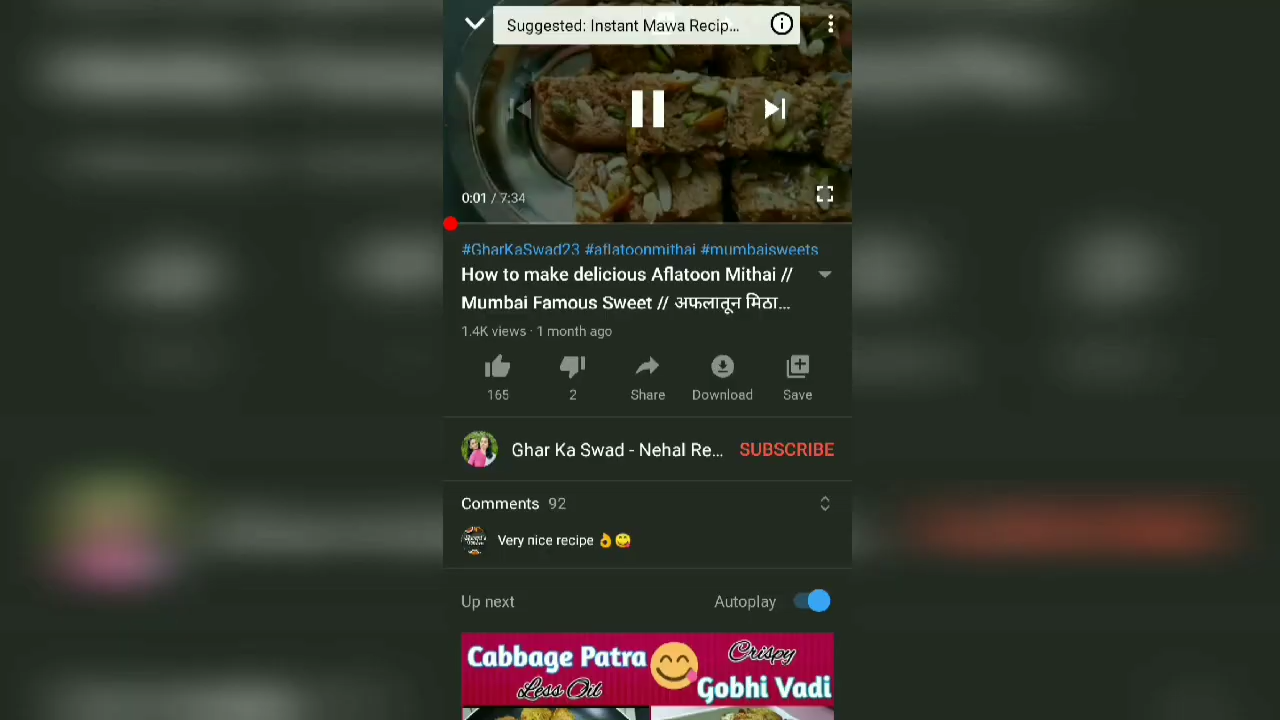 Suggested: Instant Mawa Recip...
0:01 / 7:34
#GharKaSwad23 #aflatoonmithai #mumbaisweets
How to make delicious Aflatoon Mithai //
Mumbai Famous Sweet // अफलातून मिठा...
1.4K views · 1 month ago
165
2
Share
Download
Save
Ghar Ka Swad - Nehal Re...
SUBSCRIBE
Comments 92
Very nice recipe 👌😋
Up next
Autoplay
Cabbage Patra
Less Oil
Crispy
Gobhi Vadi